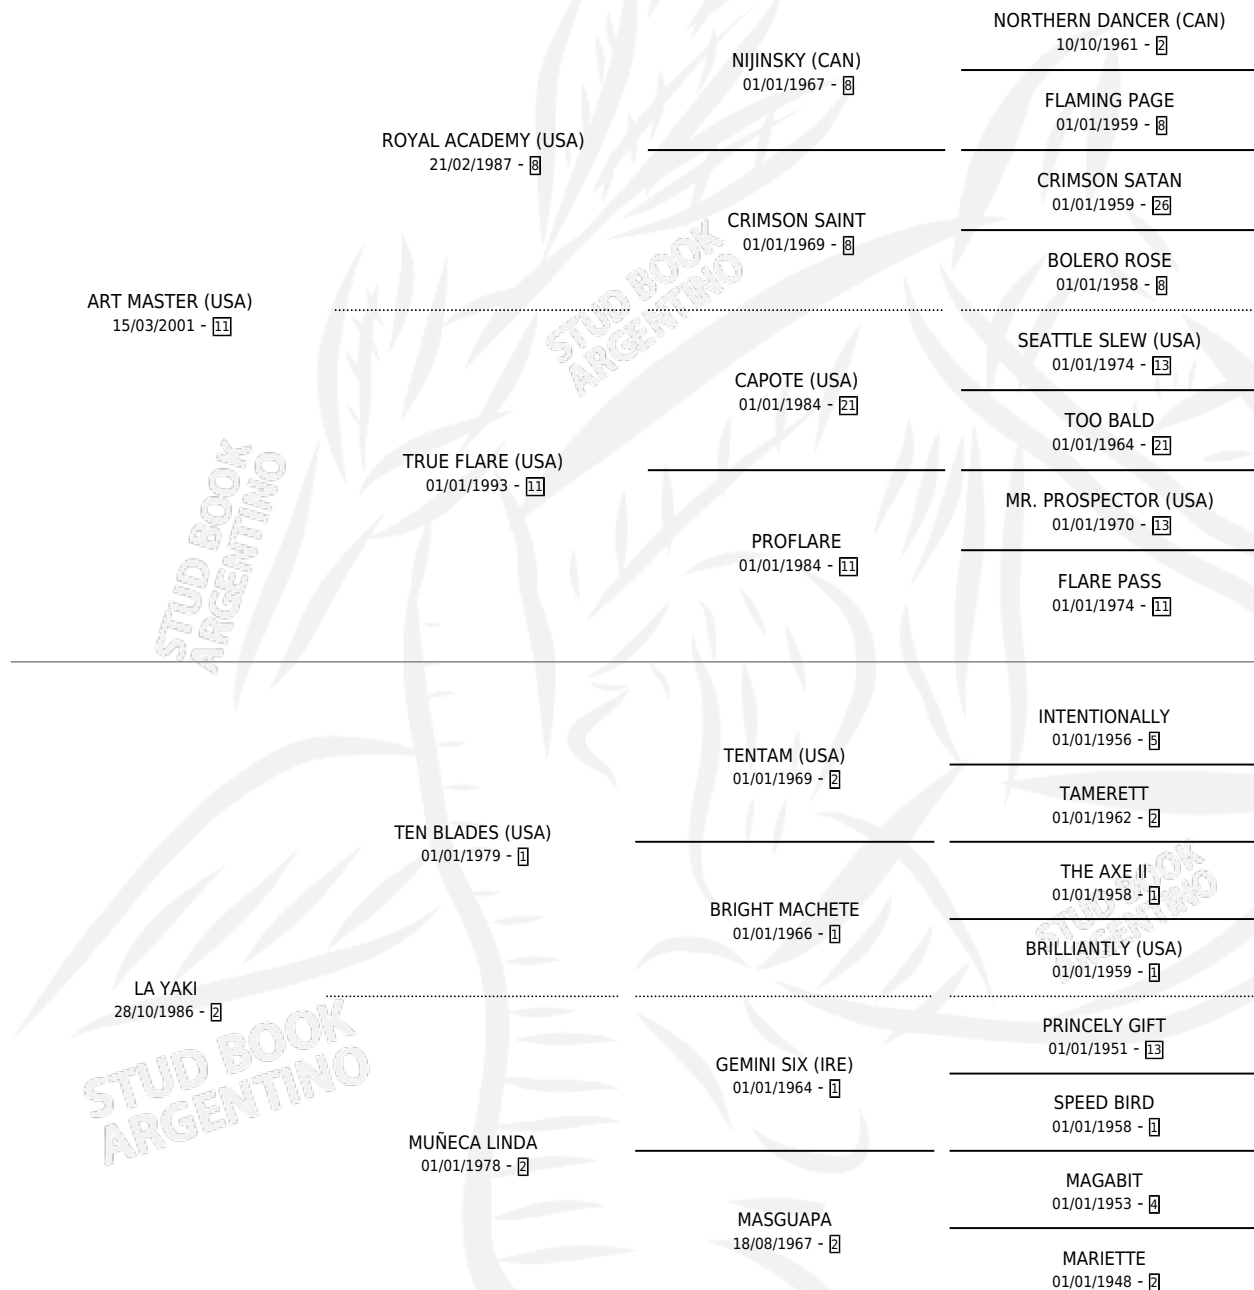 NORTHERN DANCER (CAN)
10/10/1961 - 2
NIJINSKY (CAN)
01/01/1967 - 8
FLAMING PAGE
01/01/1959 - 8
ROYAL ACADEMY (USA)
21/02/1987 - 8
CRIMSON SATAN
01/01/1959 - 26
CRIMSON SAINT
01/01/1969 - 8
BOLERO ROSE
01/01/1958 - 8
ART MASTER (USA)
15/03/2001 - 11
SEATTLE SLEW (USA)
01/01/1974 - 13
CAPOTE (USA)
01/01/1984 - 21
TOO BALD
01/01/1964 - 21
TRUE FLARE (USA)
01/01/1993 - 11
MR. PROSPECTOR (USA)
01/01/1970 - 13
PROFLARE
01/01/1984 - 11
FLARE PASS
01/01/1974 - 11
INTENTIONALLY
01/01/1956 - 5
TENTAM (USA)
01/01/1969 - 2
TAMERETT
01/01/1962 - 2
TEN BLADES (USA)
01/01/1979 - 1
THE AXE II
01/01/1958 - 1
BRIGHT MACHETE
01/01/1966 - 1
BRILLIANTLY (USA)
01/01/1959 - 1
LA YAKI
28/10/1986 - 2
PRINCELY GIFT
01/01/1951 - 13
GEMINI SIX (IRE)
01/01/1964 - 1
SPEED BIRD
01/01/1958 - 1
MUÑECA LINDA
01/01/1978 - 2
MAGABIT
01/01/1953 - 4
MASGUAPA
18/08/1967 - 2
MARIETTE
01/01/1948 - 2
STUD BOOK
ARGENTINO
STUD BOOK
ARGENTINO
STUD BOOK
ARGENTINO
STUD BOOK
ARGENTINO